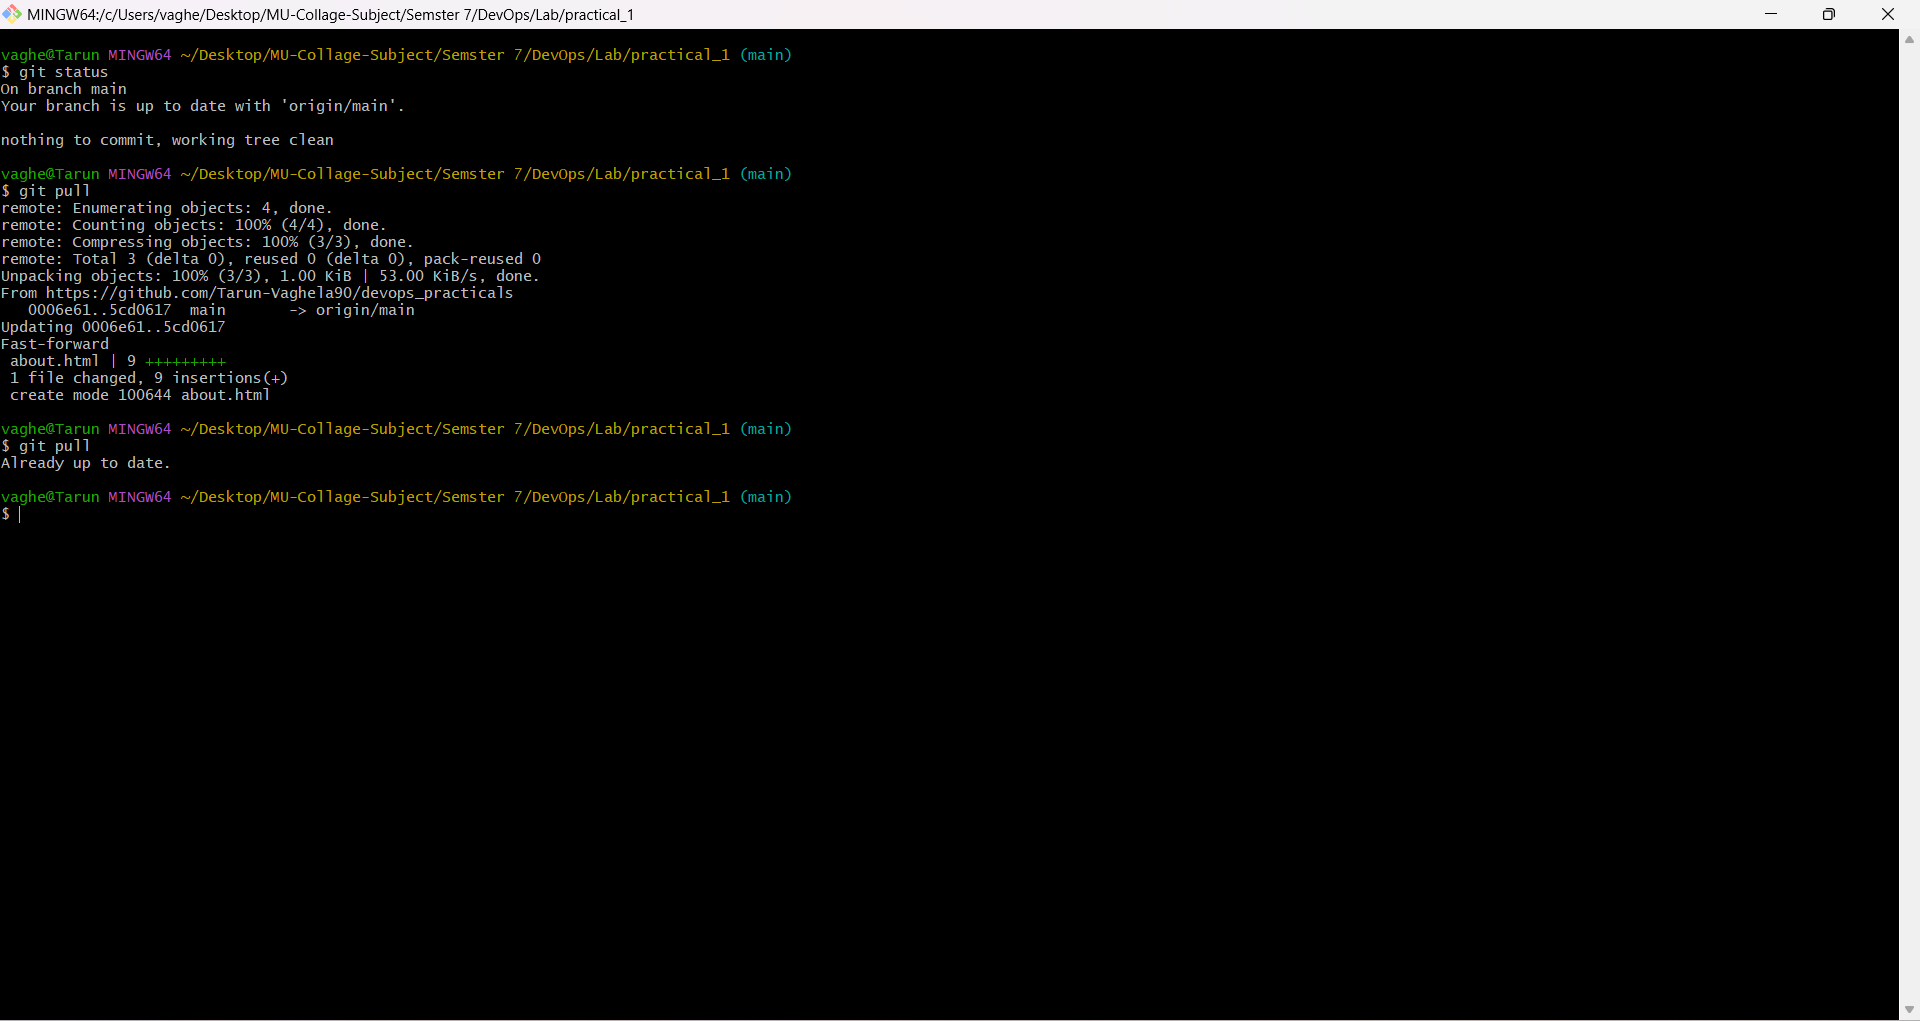 MINGW64:/c/Users/vaghe/Desktop/MU-Collage-Subject/Semster 7/DevOps/Lab/practical_1
vaghe@Tarun MINGW64 ~/Desktop/MU-Collage-Subject/Semster 7/DevOps/Lab/practical_1 (main)
$ git status
On branch main
Your branch is up to date with 'origin/main'.
nothing to commit, working tree clean
vaghe@Tarun MINGW64 ~/Desktop/MU-Collage-Subject/Semster 7/DevOps/Lab/practical_1 (main)
$ git pull
remote: Enumerating objects: 4, done.
remote: Counting objects: 100% (4/4), done.
remote: Compressing objects: 100% (3/3), done.
remote: Total 3 (delta 0), reused 0 (delta 0), pack-reused 0
Unpacking objects: 100% (3/3), 1.00 KiB | 53.00 KiB/s, done.
From https://github.com/Tarun-Vaghela90/devops_practicals
   0006e61..5cd0617  main       -> origin/main
Updating 0006e61..5cd0617
Fast-forward
 about.html | 9 +++++++++
 1 file changed, 9 insertions(+)
 create mode 100644 about.html
vaghe@Tarun MINGW64 ~/Desktop/MU-Collage-Subject/Semster 7/DevOps/Lab/practical_1 (main)
$ git pull
Already up to date.
vaghe@Tarun MINGW64 ~/Desktop/MU-Collage-Subject/Semster 7/DevOps/Lab/practical_1 (main)
$